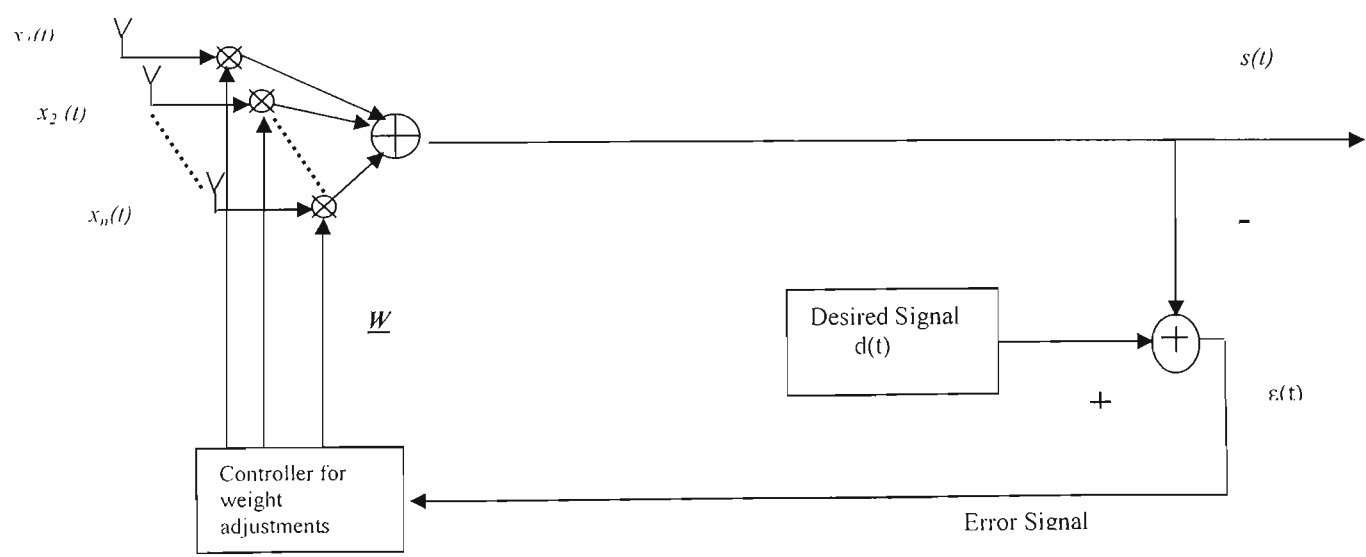 s(t)
x₂ (t)
xₙ(t)
W
-
Desired Signal
d(t)
+
ε(t)
Controller for
weight
adjustments
Error Signal